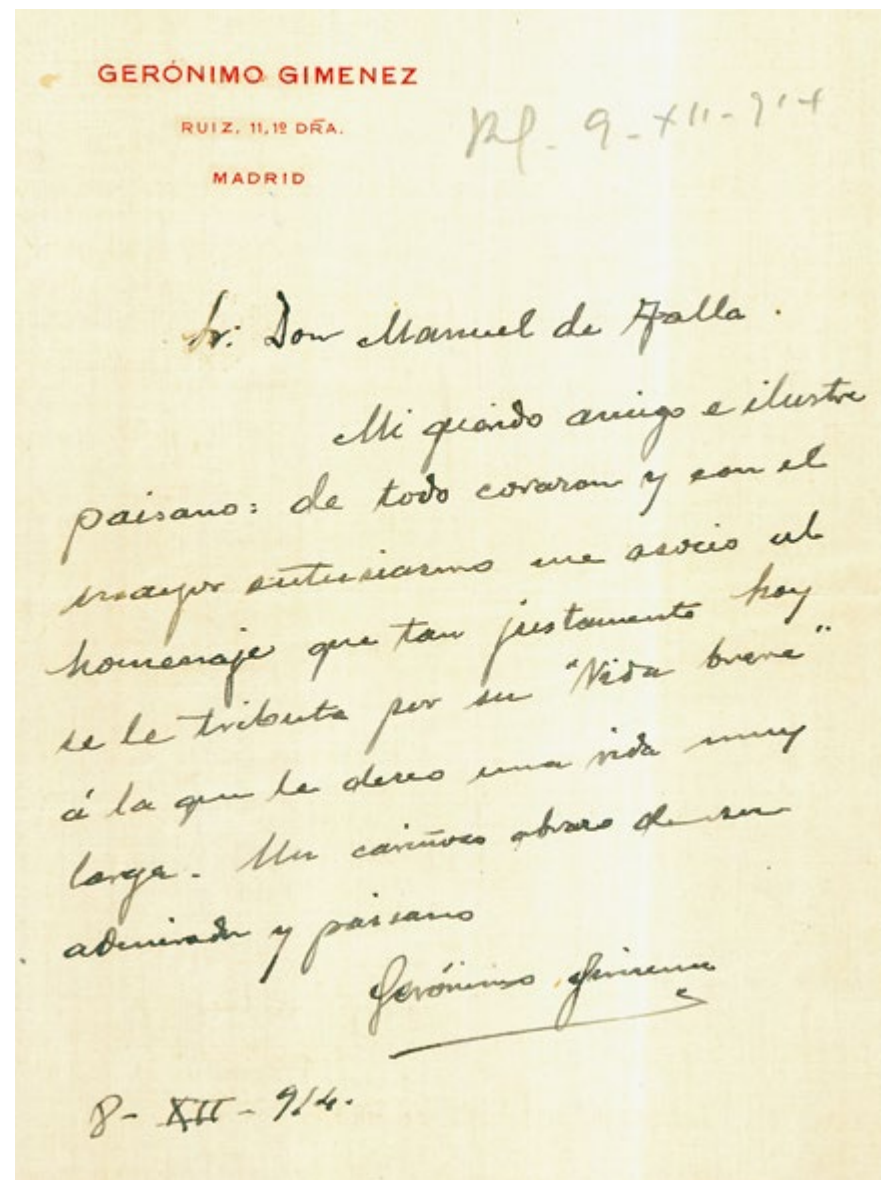 GERÓNIMO GIMENEZ
RUIZ, 11, 1º DRA.
MADRID
9-XII-914
Sr. Don Manuel de Falla.
Mi querido amigo e ilustre
paisano: de todo corazon y con el
mayor entusiasmo me asocio al
homenaje que tan justamente hoy
se le tributa por su "Vida breve"
á la que le deseo una vida muy
larga. Un cariñoso abrazo de su
admirador y paisano
Gerónimo Gimenez
8-XII-914.